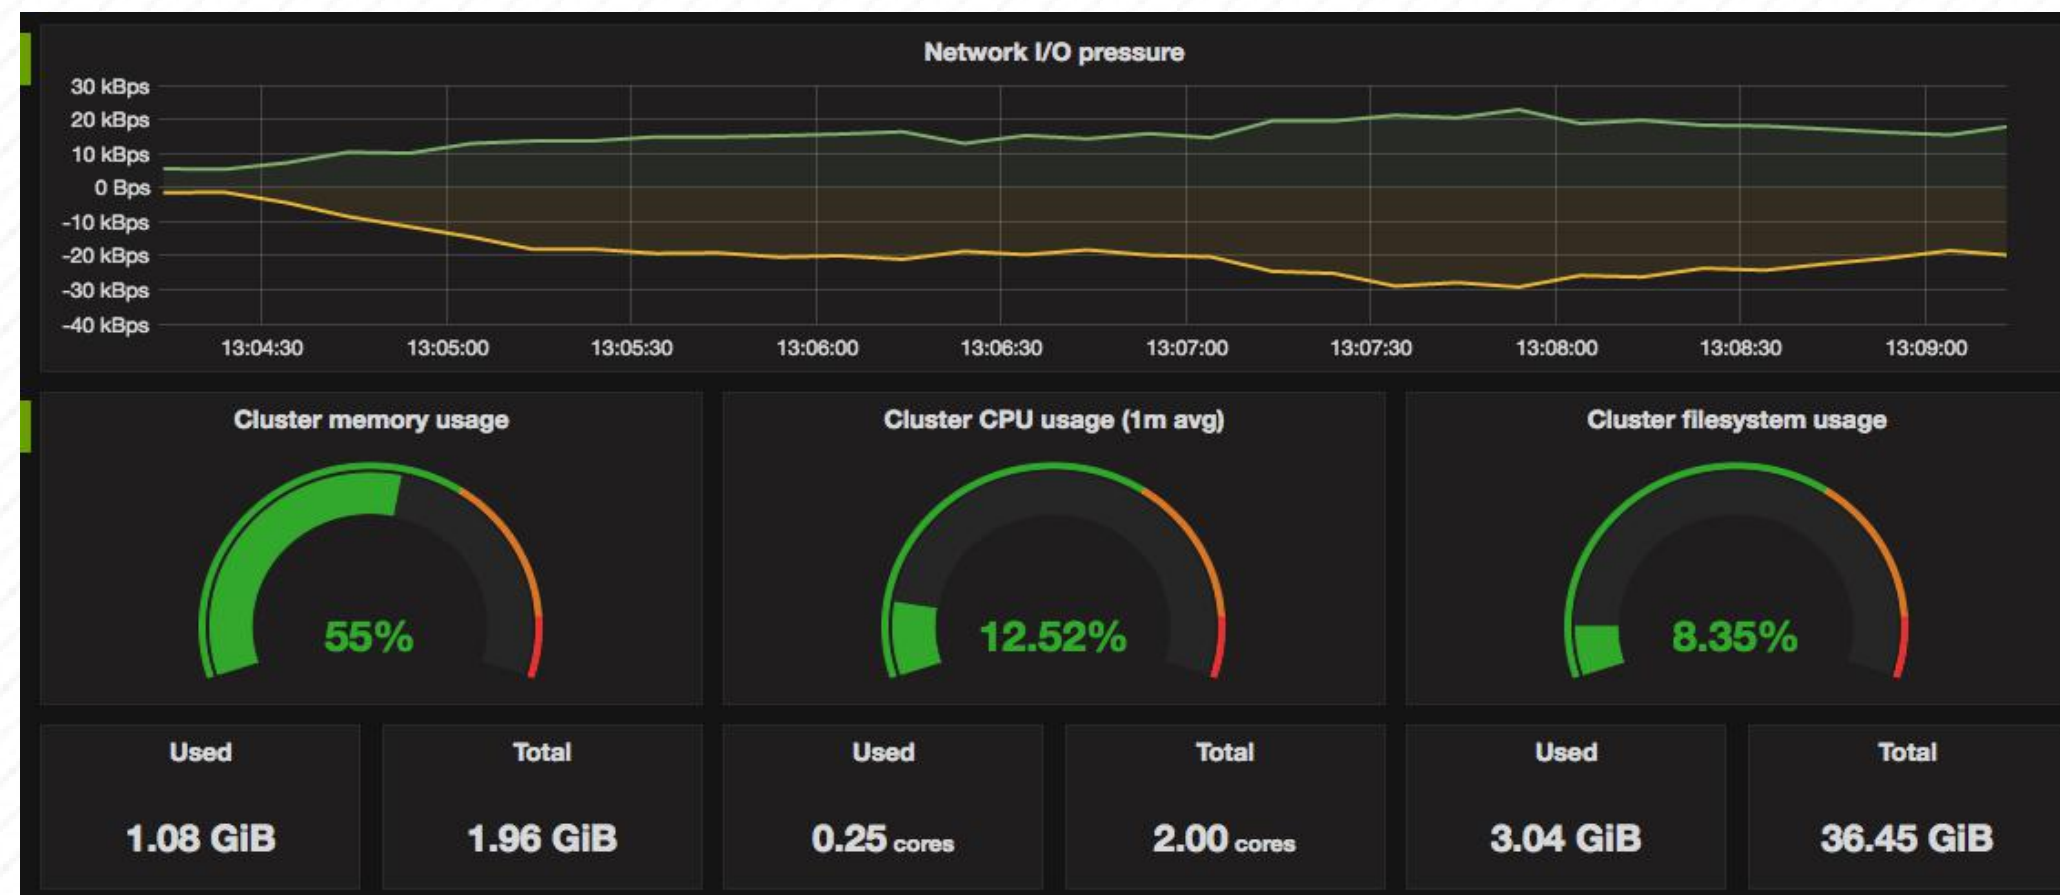 Network I/O pressure
30 kBps
20 kBps
10 kBps
0 Bps
-10 kBps
-20 kBps
-30 kBps
-40 kBps
13:04:30 13:05:00 13:05:30 13:06:00 13:06:30 13:07:00 13:07:30 13:08:00 13:08:30 13:09:00
Cluster memory usage Cluster CPU usage (1m avg) Cluster filesystem usage
55% 12.52% 8.35%
Used Total Used Total Used Total
1.08 GiB 1.96 GiB 0.25 cores 2.00 cores 3.04 GiB 36.45 GiB